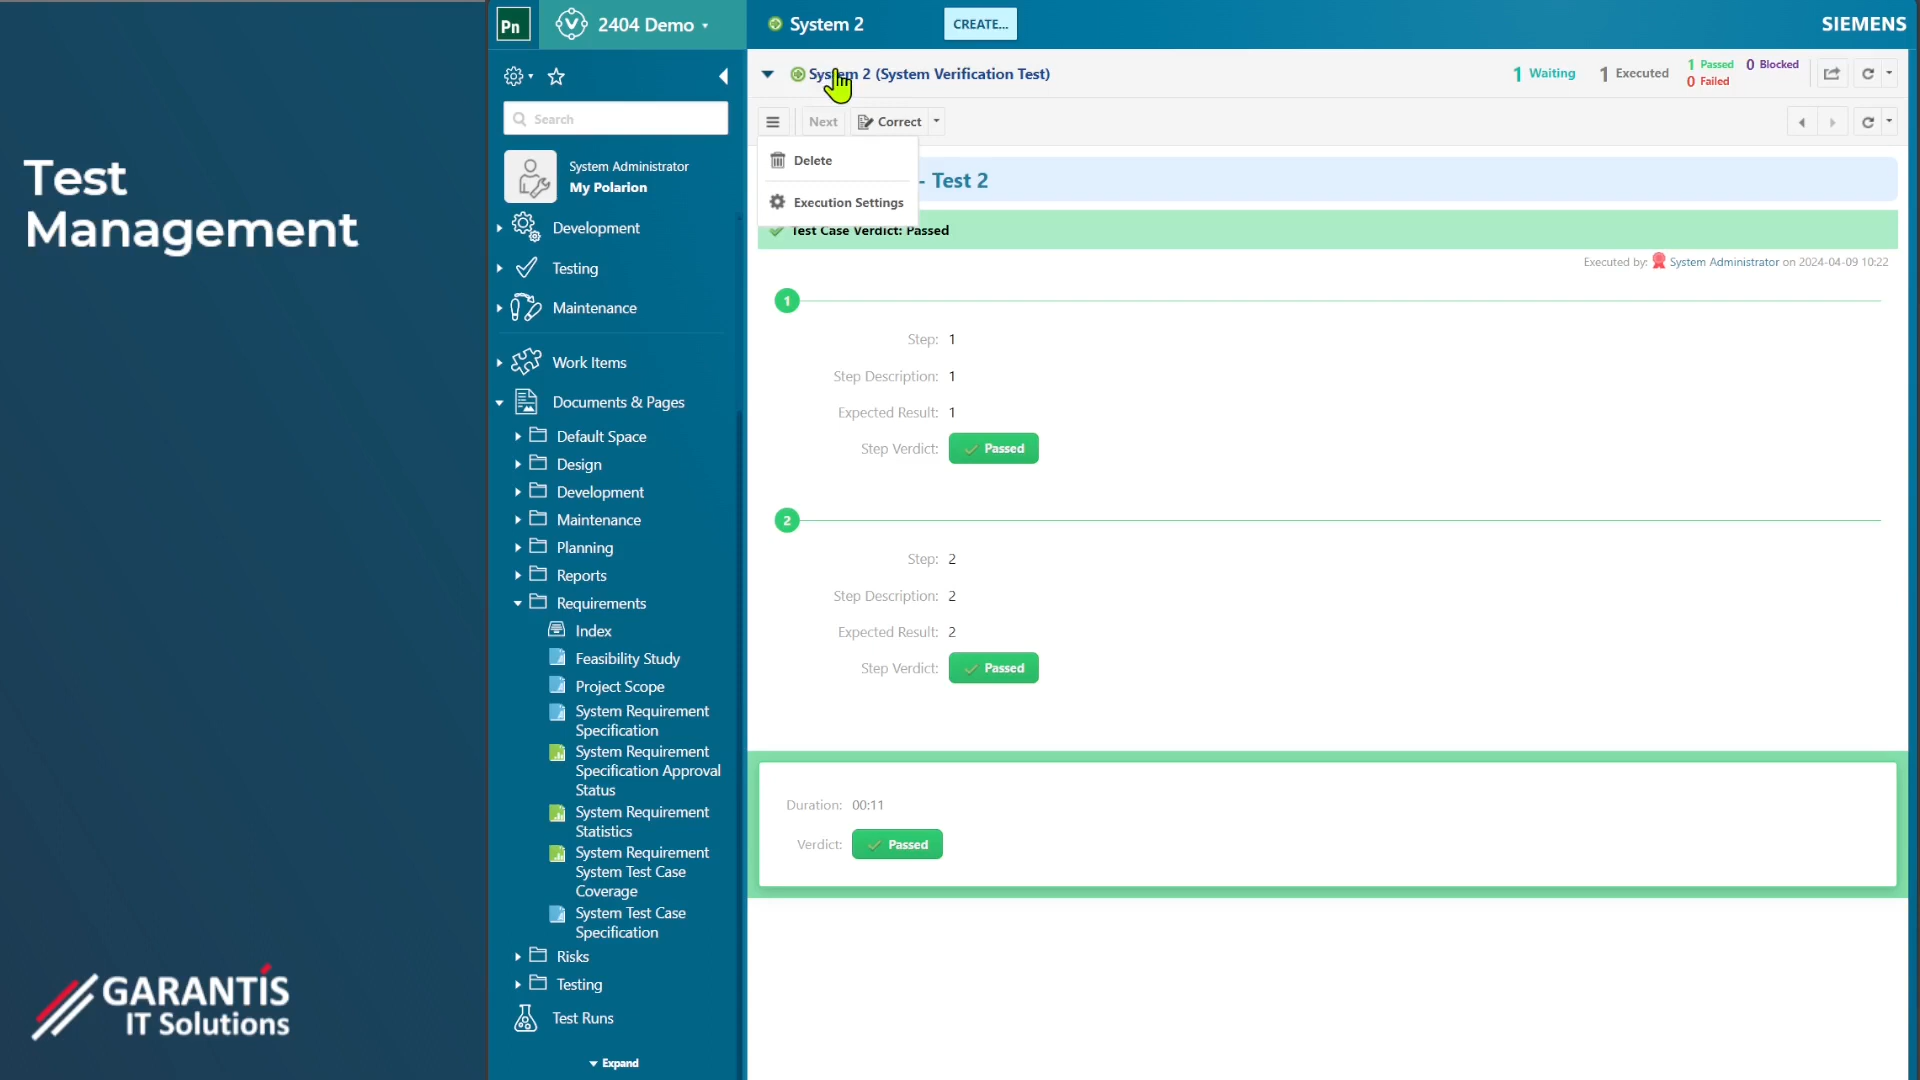 Test
Management
GARANTİS
IT Solutions
Pn
2404 Demo
System 2
CREATE...
SIEMENS
Search
System Administrator
My Polarion
Development
Testing
Maintenance
Work Items
Documents & Pages
Default Space
Design
Development
Maintenance
Planning
Reports
Requirements
Index
Feasibility Study
Project Scope
System Requirement
Specification
System Requirement
Specification Approval
Status
System Requirement
Statistics
System Requirement
System Test Case
Coverage
System Test Case
Specification
Risks
Testing
Test Runs
Expand
System 2 (System Verification Test)
1 Waiting
1 Executed
1 Passed
0 Failed
0 Blocked
Next
Correct
Delete
Execution Settings
- Test 2
Test Case Verdict: Passed
Executed by: System Administrator on 2024-04-09 10:22
1
Step: 1
Step Description: 1
Expected Result: 1
Step Verdict: Passed
2
Step: 2
Step Description: 2
Expected Result: 2
Step Verdict: Passed
Duration: 00:11
Verdict: Passed